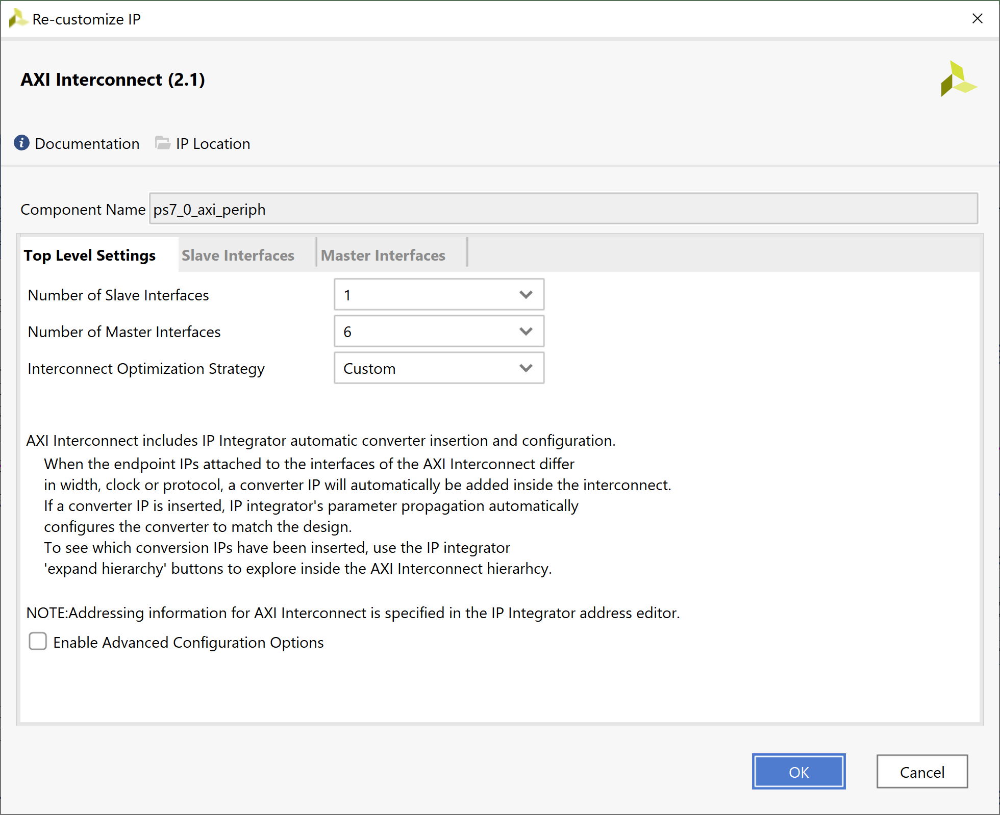 Re-customize IP
AXI Interconnect (2.1)
Documentation IP Location
Component Name ps7_0_axi_periph
Top Level Settings Slave Interfaces Master Interfaces
Number of Slave Interfaces 1
Number of Master Interfaces 6
Interconnect Optimization Strategy Custom
AXI Interconnect includes IP Integrator automatic converter insertion and configuration.
When the endpoint IPs attached to the interfaces of the AXI Interconnect differ
in width, clock or protocol, a converter IP will automatically be added inside the interconnect.
If a converter IP is inserted, IP integrator's parameter propagation automatically
configures the converter to match the design.
To see which conversion IPs have been inserted, use the IP integrator
'expand hierarchy' buttons to explore inside the AXI Interconnect hierarhcy.
NOTE:Addressing information for AXI Interconnect is specified in the IP Integrator address editor.
Enable Advanced Configuration Options
OK Cancel